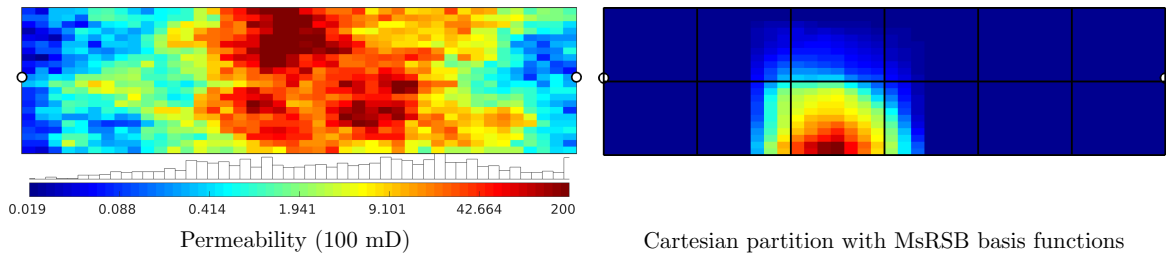 0.019 0.088 0.414 1.941 9.101 42.664 200
Permeability (100 mD)
Cartesian partition with MsRSB basis functions